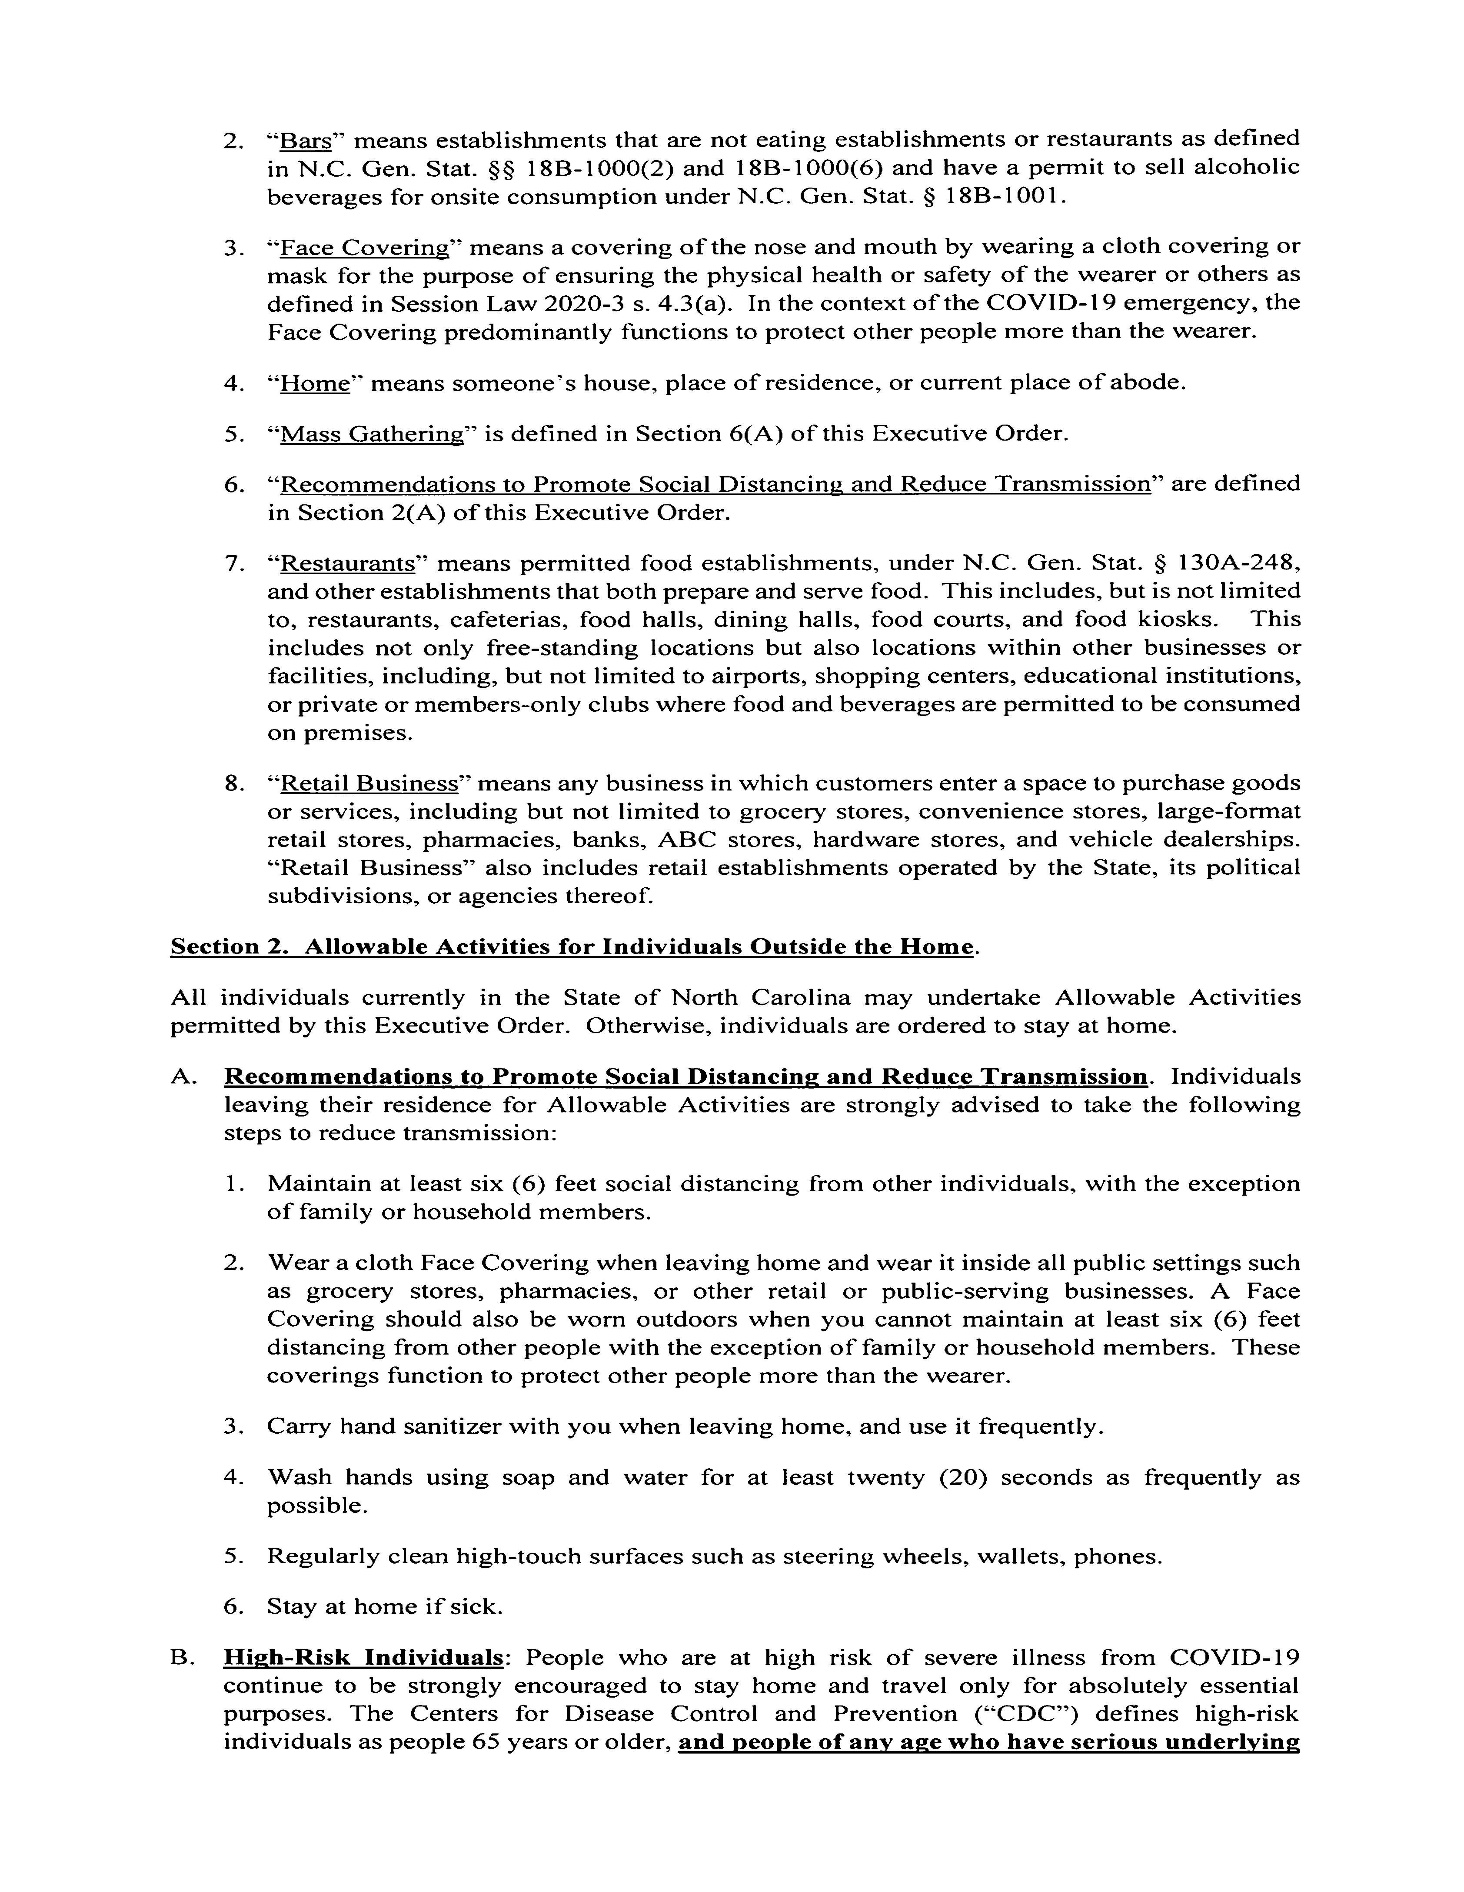 2. “Bars” means establishments that are not eating establishments or restaurants as defined
in N.C. Gen. Stat. §§ 18B-1000(2) and 18B-1000(6) and have a permit to sell alcoholic
beverages for onsite consumption under N.C. Gen. Stat. § 18B-1001.
3. “Face Covering” means a covering of the nose and mouth by wearing a cloth covering or
mask for the purpose of ensuring the physical health or safety of the wearer or others as
defined in Session Law 2020-3 s. 4.3(a). In the context of the COVID-19 emergency, the
Face Covering predominantly functions to protect other people more than the wearer.
4. “Home” means someone’s house, place of residence, or current place of abode.
5. “Mass Gathering” is defined in Section 6(A) of this Executive Order.
6. “Recommendations to Promote Social Distancing and Reduce Transmission” are defined
in Section 2(A) of this Executive Order.
7. “Restaurants” means permitted food establishments, under N.C. Gen. Stat. § 130A-248,
and other establishments that both prepare and serve food. This includes, but is not limited
to, restaurants, cafeterias, food halls, dining halls, food courts, and food kiosks. This
includes not only free-standing locations but also locations within other businesses or
facilities, including, but not limited to airports, shopping centers, educational institutions,
or private or members-only clubs where food and beverages are permitted to be consumed
on premises.
8. “Retail Business” means any business in which customers enter a space to purchase goods
or services, including but not limited to grocery stores, convenience stores, large-format
retail stores, pharmacies, banks, ABC stores, hardware stores, and vehicle dealerships.
“Retail Business” also includes retail establishments operated by the State, its political
subdivisions, or agencies thereof.
Section 2. Allowable Activities for Individuals Outside the Home.
All individuals currently in the State of North Carolina may undertake Allowable Activities
permitted by this Executive Order. Otherwise, individuals are ordered to stay at home.
A. Recommendations to Promote Social Distancing and Reduce Transmission. Individuals
leaving their residence for Allowable Activities are strongly advised to take the following
steps to reduce transmission:
1. Maintain at least six (6) feet social distancing from other individuals, with the exception
of family or household members.
2. Wear a cloth Face Covering when leaving home and wear it inside all public settings such
as grocery stores, pharmacies, or other retail or public-serving businesses. A Face
Covering should also be worn outdoors when you cannot maintain at least six (6) feet
distancing from other people with the exception of family or household members. These
coverings function to protect other people more than the wearer.
3. Carry hand sanitizer with you when leaving home, and use it frequently.
4. Wash hands using soap and water for at least twenty (20) seconds as frequently as
possible.
5. Regularly clean high-touch surfaces such as steering wheels, wallets, phones.
6. Stay at home if sick.
B. High-Risk Individuals: People who are at high risk of severe illness from COVID-19
continue to be strongly encouraged to stay home and travel only for absolutely essential
purposes. The Centers for Disease Control and Prevention (“CDC”) defines high-risk
individuals as people 65 years or older, and people of any age who have serious underlying